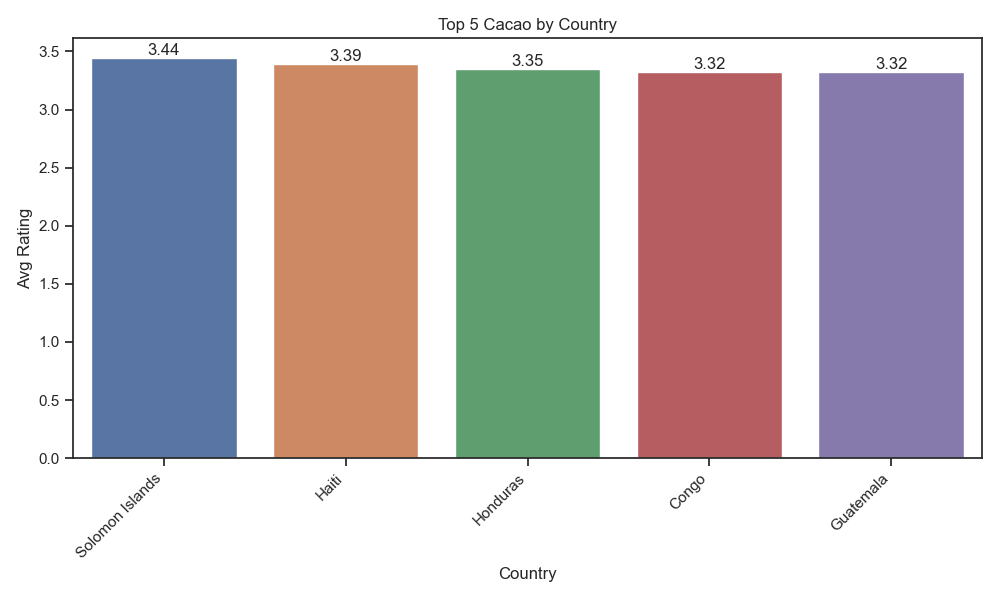 Top 5 Cacao by Country
3.44
3.39
3.35
3.32
3.32
Avg Rating
3.5
3.0
2.5
2.0
1.5
1.0
0.5
0.0
Solomon Islands
Haiti
Honduras
Congo
Guatemala
Country